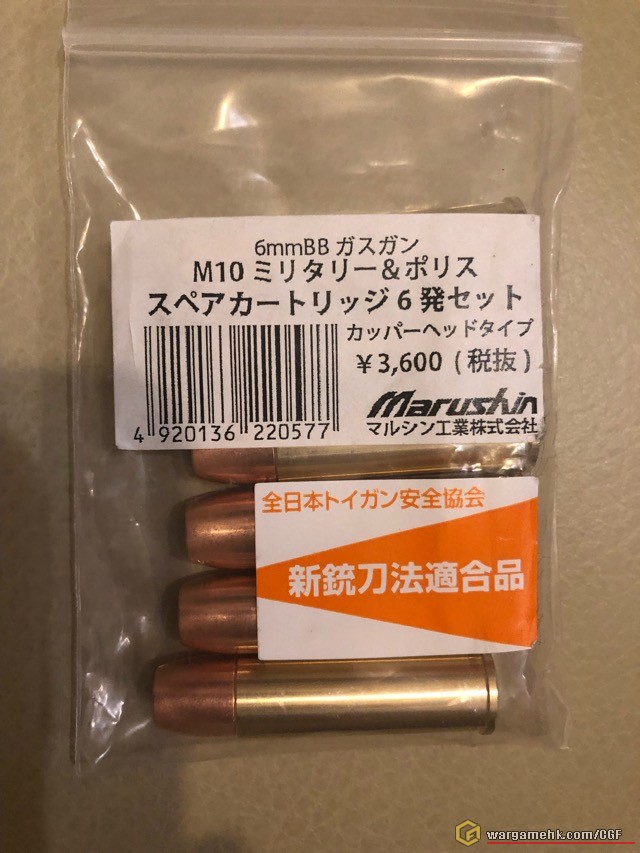 6mmBB ガスガン
M10 ミリタリー&ポリス
スペアカートリッジ 6 発セット
カッパーヘッドタイプ
¥3,600 (税抜)
4 920136 220577
Marushin
マルシン工業株式会社
全日本トイガン安全協会
新銃刀法適合品
wargamehk.com/CGF